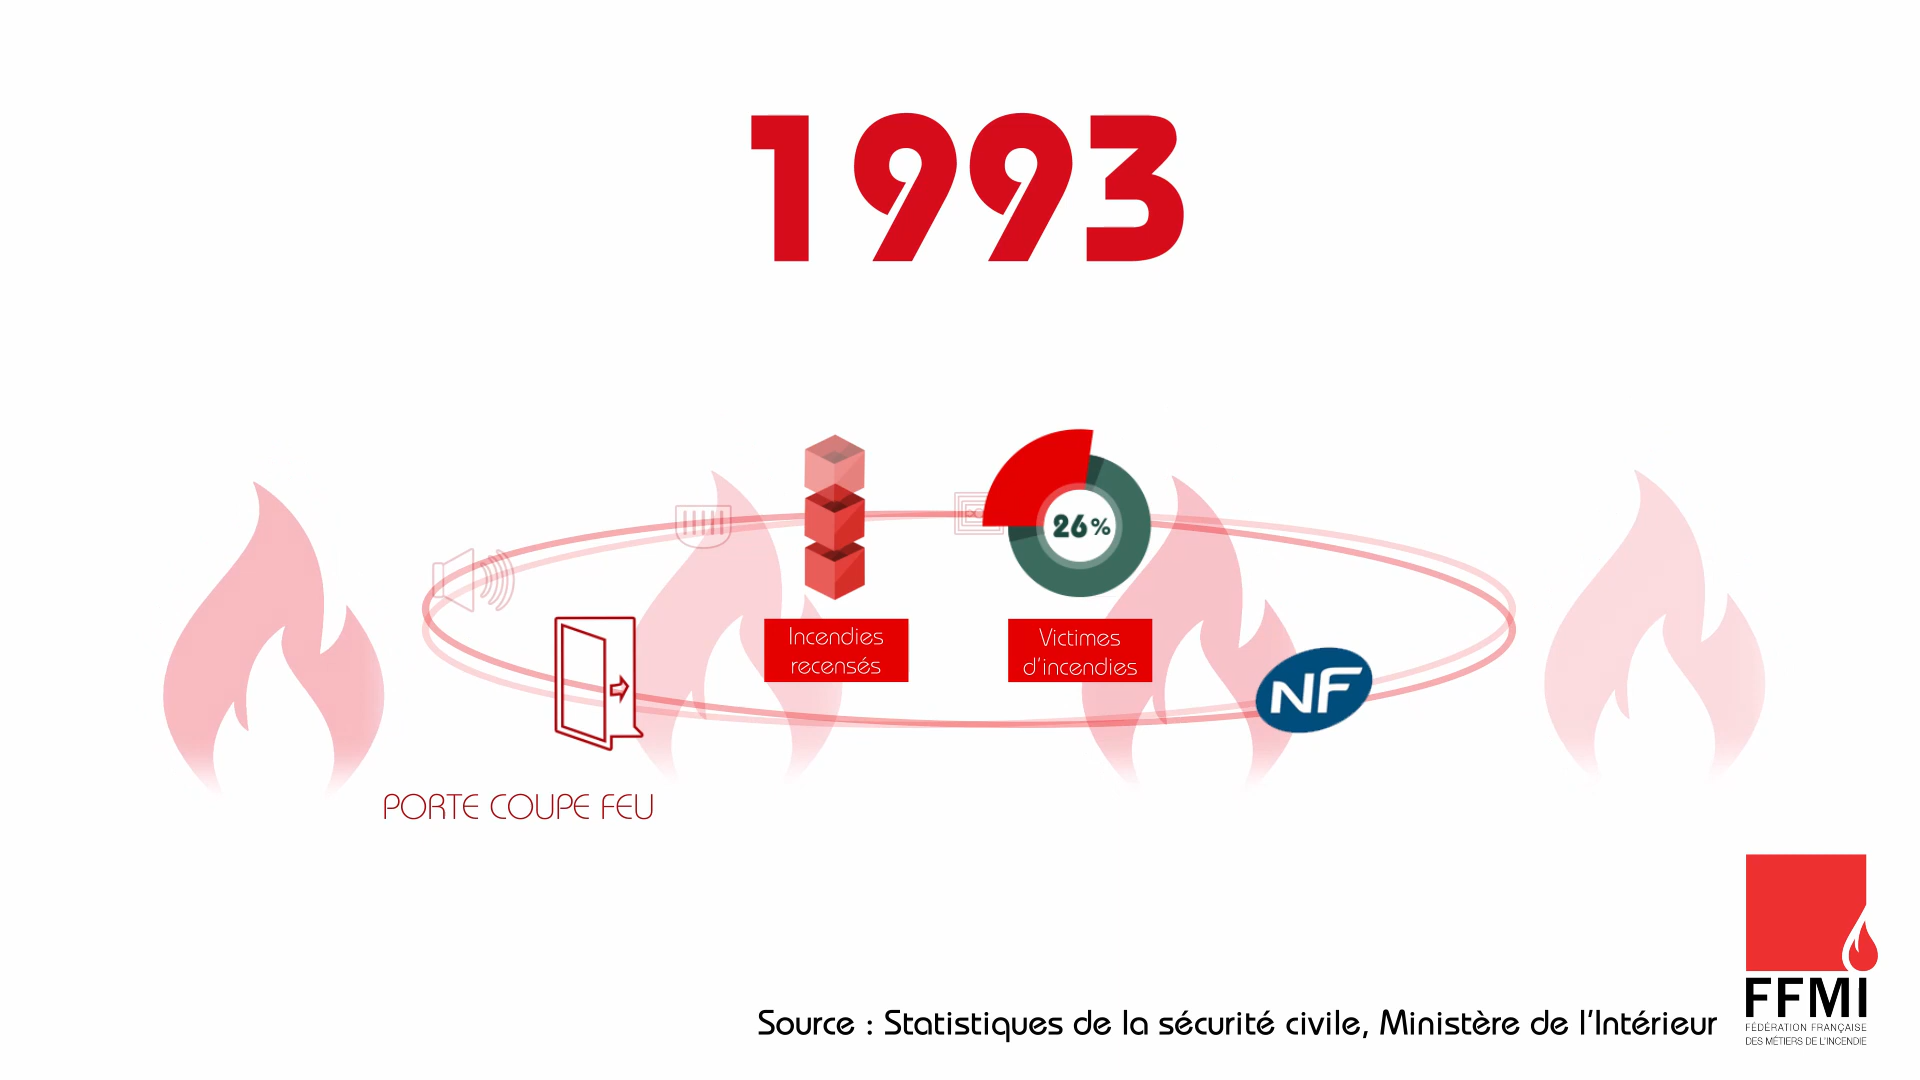 1993
26%
Incendies
recensés
Victimes
d'incendies
NF
PORTE COUPE FEU
Source : Statistiques de la sécurité civile, Ministère de l'Intérieur
FFMI
FÉDÉRATION FRANÇAISE
DES MÉTIERS DE L'INCENDIE